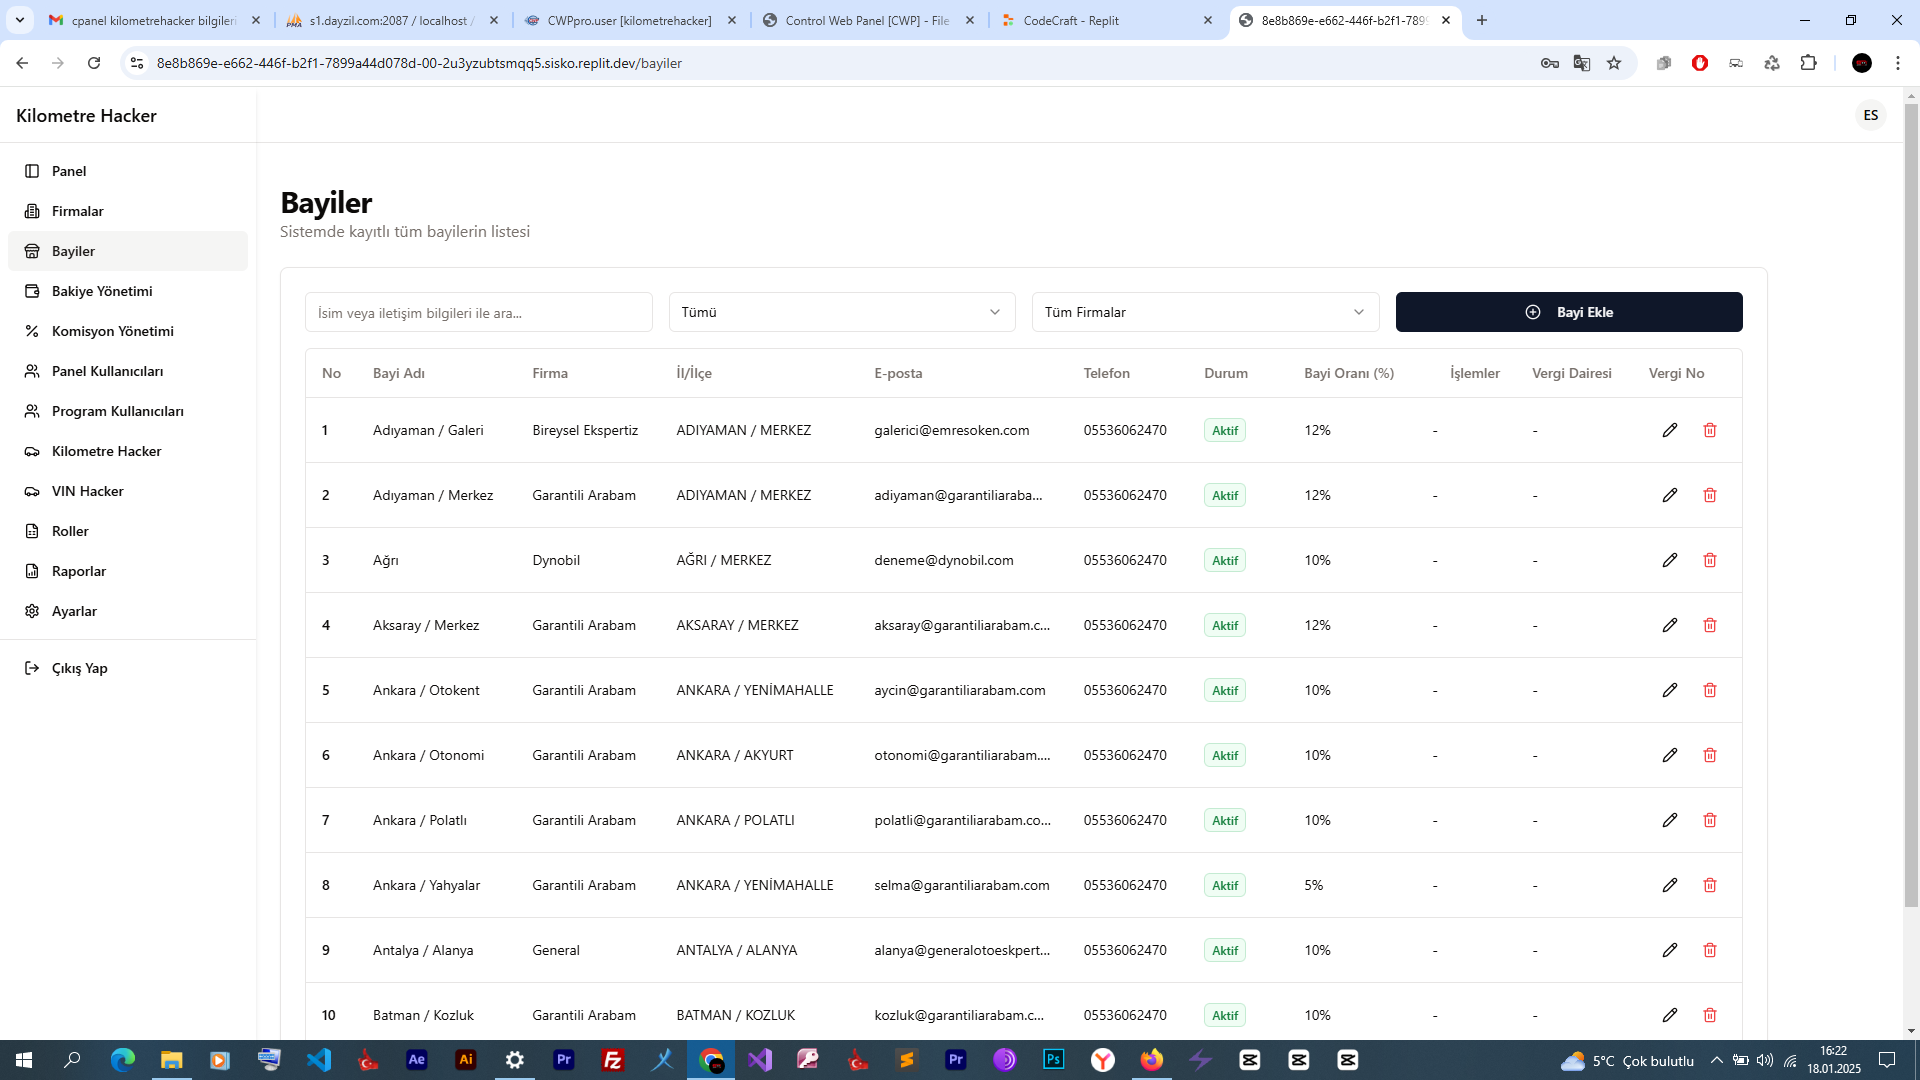 cpanel kilometrehacker bilgileri
s1.dayzil.com:2087 / localhost /
CWPpro.user [kilometrehacker]
Control Web Panel [CWP] - File
CodeCraft - Replit
8e8b869e-e662-446f-b2f1-7899
8e8b869e-e662-446f-b2f1-7899a44d078d-00-2u3yzubtsmqq5.sisko.replit.dev/bayiler
Kilometre Hacker
ES
Panel
Firmalar
Bayiler
Bakiye Yönetimi
Komisyon Yönetimi
Panel Kullanıcıları
Program Kullanıcıları
Kilometre Hacker
VIN Hacker
Roller
Raporlar
Ayarlar
Çıkış Yap
Bayiler
Sistemde kayıtlı tüm bayilerin listesi
İsim veya iletişim bilgileri ile ara... Tümü Tüm Firmalar Bayi Ekle
No Bayi Adı Firma İl/İlçe E-posta Telefon Durum Bayi Oranı (%) İşlemler Vergi Dairesi Vergi No
1 Adıyaman / Galeri Bireysel Ekspertiz ADIYAMAN / MERKEZ galerici@emresoken.com 05536062470 Aktif 12% - -
2 Adıyaman / Merkez Garantili Arabam ADIYAMAN / MERKEZ adiyaman@garantiliaraba... 05536062470 Aktif 12% - -
3 Ağrı Dynobil AĞRI / MERKEZ deneme@dynobil.com 05536062470 Aktif 10% - -
4 Aksaray / Merkez Garantili Arabam AKSARAY / MERKEZ aksaray@garantiliarabam.c... 05536062470 Aktif 12% - -
5 Ankara / Otokent Garantili Arabam ANKARA / YENİMAHALLE aycin@garantiliarabam.com 05536062470 Aktif 10% - -
6 Ankara / Otonomi Garantili Arabam ANKARA / AKYURT otonomi@garantiliarabam.... 05536062470 Aktif 10% - -
7 Ankara / Polatlı Garantili Arabam ANKARA / POLATLI polatli@garantiliarabam.co... 05536062470 Aktif 10% - -
8 Ankara / Yahyalar Garantili Arabam ANKARA / YENİMAHALLE selma@garantiliarabam.com 05536062470 Aktif 5% - -
9 Antalya / Alanya General ANTALYA / ALANYA alanya@generalotoeskpert... 05536062470 Aktif 10% - -
10 Batman / Kozluk Garantili Arabam BATMAN / KOZLUK kozluk@garantiliarabam.c... 05536062470 Aktif 10% - -
Ae Ai Pr Fz Pr Ps Y
5°C Çok bulutlu
16:22
18.01.2025